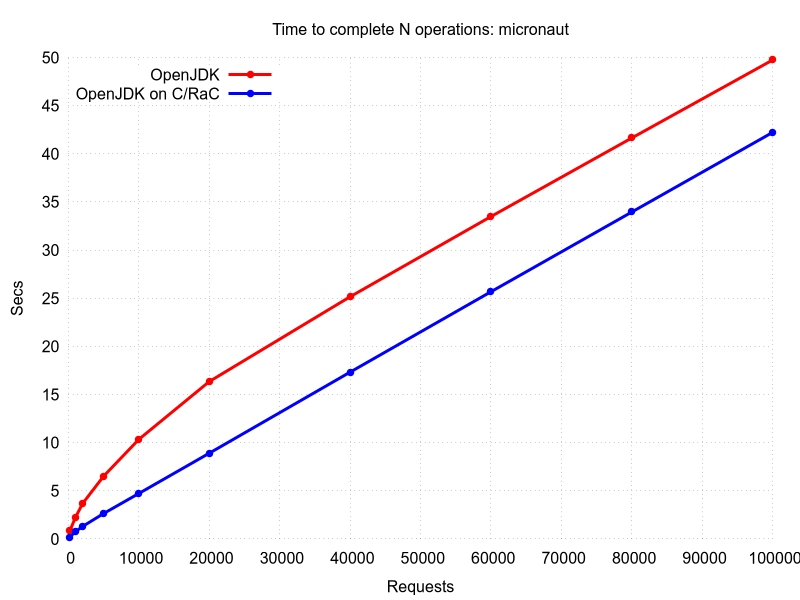 Time to complete N operations: micronaut
OpenJDK
OpenJDK on C/RaC
50
45
40
35
30
25
20
15
10
5
0
Secs
0 10000 20000 30000 40000 50000 60000 70000 80000 90000 100000
Requests